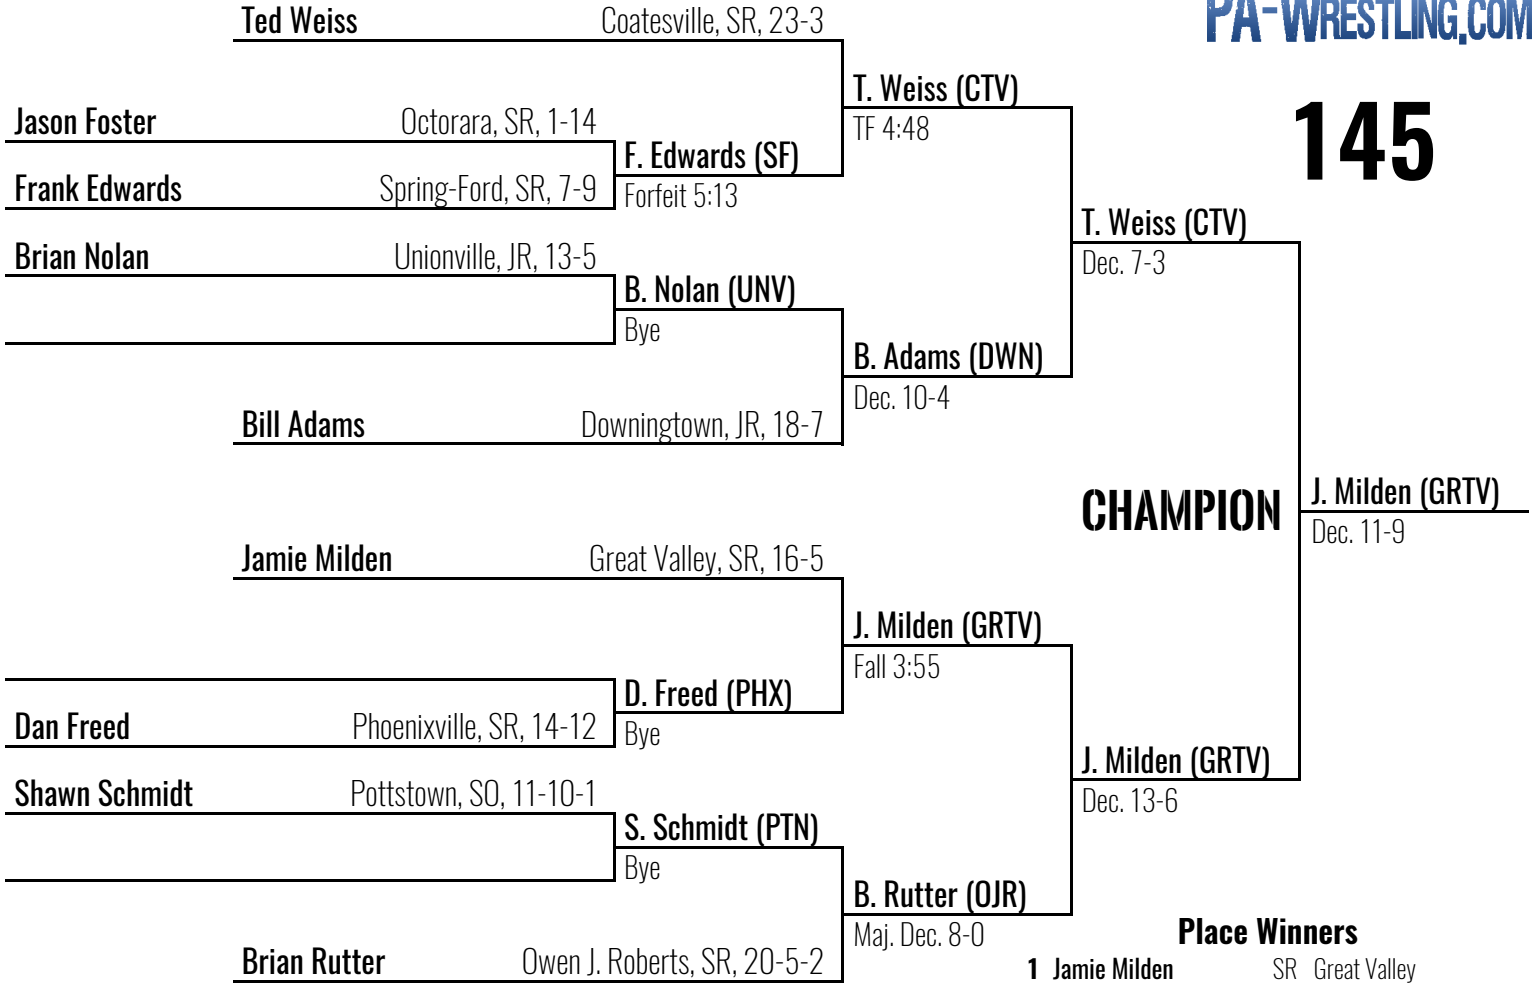 Ted Weiss Coatesville, SR, 23-3
PA-WRESTLING.COM
T. Weiss (CTV)
TF 4:48
145
Jason Foster Octorara, SR, 1-14
F. Edwards (SF)
Forfeit 5:13
Frank Edwards Spring-Ford, SR, 7-9
T. Weiss (CTV)
Dec. 7-3
Brian Nolan Unionville, JR, 13-5
B. Nolan (UNV)
Bye
B. Adams (DWN)
Dec. 10-4
Bill Adams Downingtown, JR, 18-7
CHAMPION
J. Milden (GRTV)
Dec. 11-9
Jamie Milden Great Valley, SR, 16-5
J. Milden (GRTV)
Fall 3:55
D. Freed (PHX)
Bye
Dan Freed Phoenixville, SR, 14-12
J. Milden (GRTV)
Dec. 13-6
Shawn Schmidt Pottstown, SO, 11-10-1
S. Schmidt (PTN)
Bye
B. Rutter (OJR)
Maj. Dec. 8-0
Brian Rutter Owen J. Roberts, SR, 20-5-2
Place Winners
1 Jamie Milden SR Great Valley